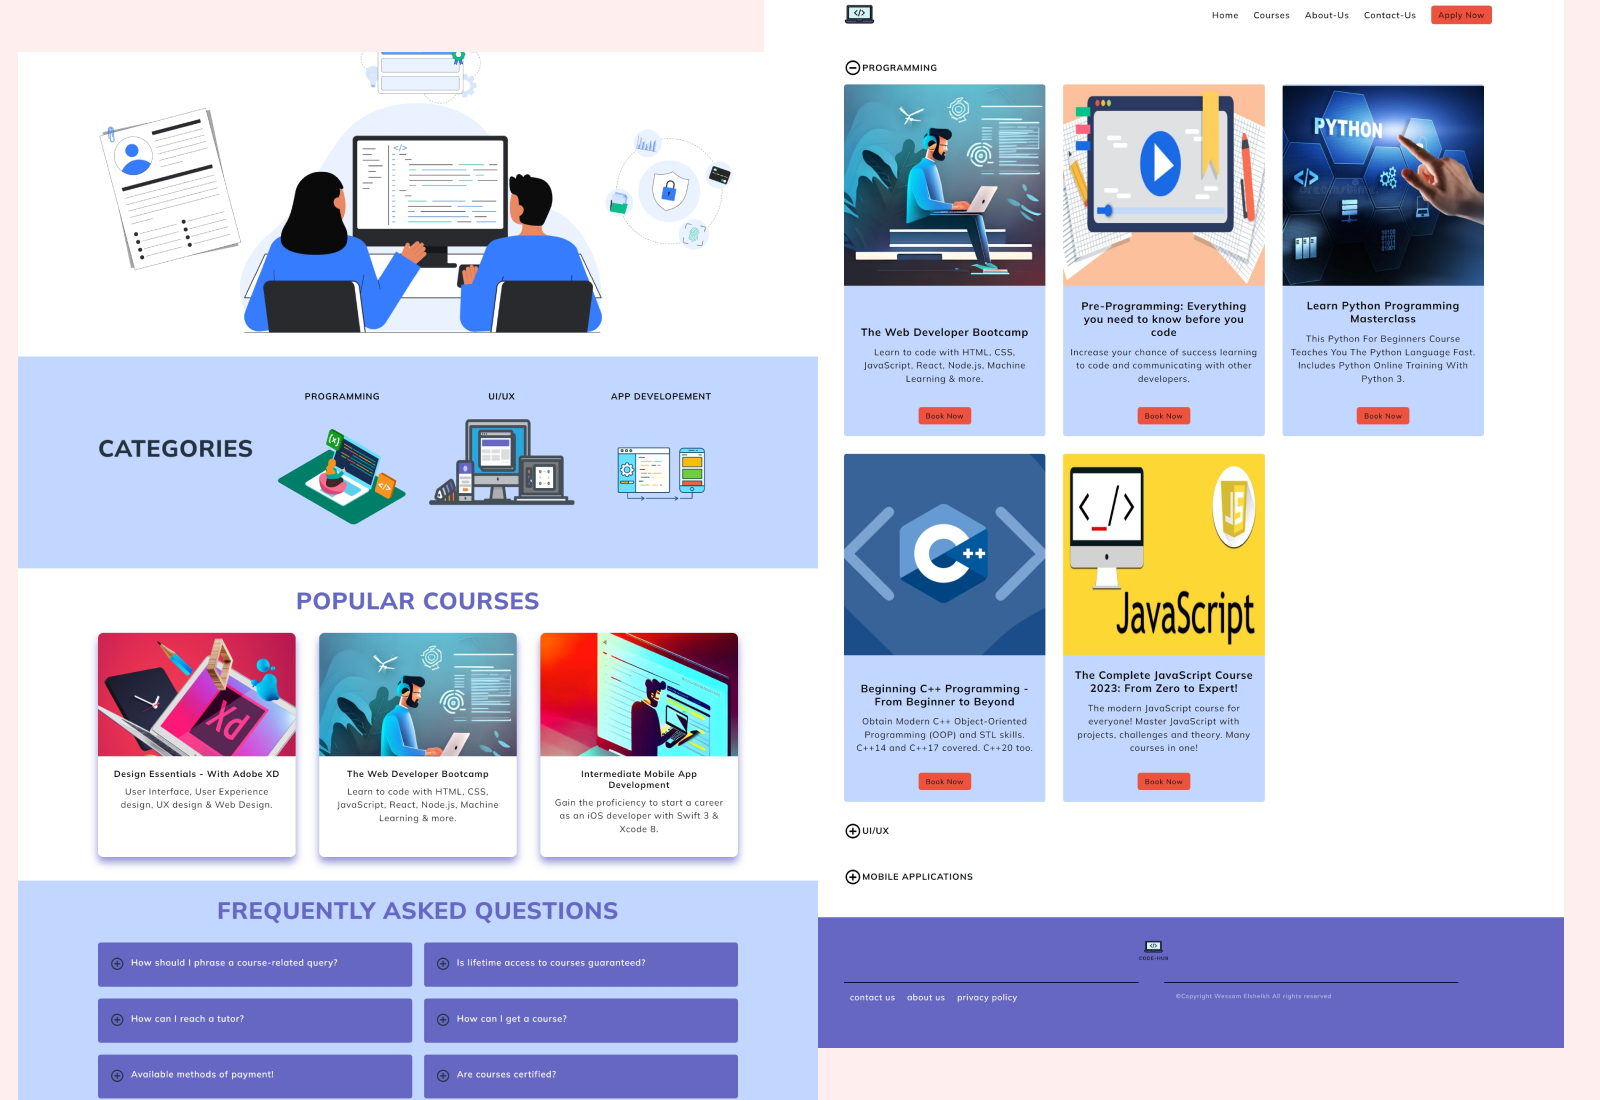 CATEGORIES
PROGRAMMING
UI/UX
APP DEVELOPEMENT
POPULAR COURSES
XD
Design Essentials - With Adobe XD
User Interface, User Experience
design, UX design & Web Design.
The Web Developer Bootcamp
Learn to code with HTML, CSS,
JavaScript, React, Node.js, Machine
Learning & more.
Intermediate Mobile App
Development
Gain the proficiency to start a career
as an iOS developer with Swift 3 &
Xcode 8.
FREQUENTLY ASKED QUESTIONS
How should I phrase a course-related query?
Is lifetime access to courses guaranteed?
How can I reach a tutor?
How can I get a course?
Available methods of payment!
Are courses certified?
Home
Courses
About-Us
Contact-Us
Apply Now
PROGRAMMING
The Web Developer Bootcamp
Learn to code with HTML, CSS,
JavaScript, React, Node.js, Machine
Learning & more.
Book Now
Pre-Programming: Everything
you need to know before you
code
Increase your chance of success learning
to code and communicating with other
developers.
Book Now
PYTHON
</>
Learn Python Programming
Masterclass
This Python For Beginners Course
Teaches You The Python Language Fast.
Includes Python Online Training With
Python 3.
Book Now
C++
Beginning C++ Programming -
From Beginner to Beyond
Obtain Modern C++ Object-Oriented
Programming (OOP) and STL skills.
C++14 and C++17 covered. C++20 too.
Book Now
</>
JS
JavaScript
The Complete JavaScript Course
2023: From Zero to Expert!
The modern JavaScript course for
everyone! Master JavaScript with
projects, challenges and theory. Many
courses in one!
Book Now
UI/UX
MOBILE APPLICATIONS
CODE-HUB
contact us
about us
privacy policy
©Copyright Wessam Elsheikh All rights reserved